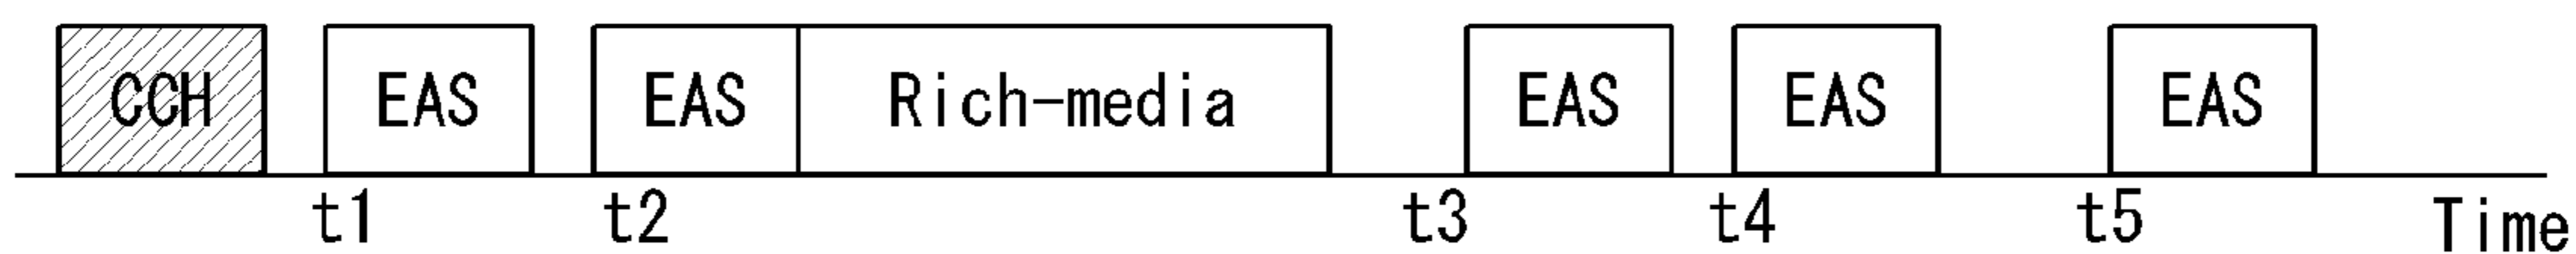 CCH EAS EAS Rich-media EAS EAS EAS
t1 t2 t3 t4 t5 Time